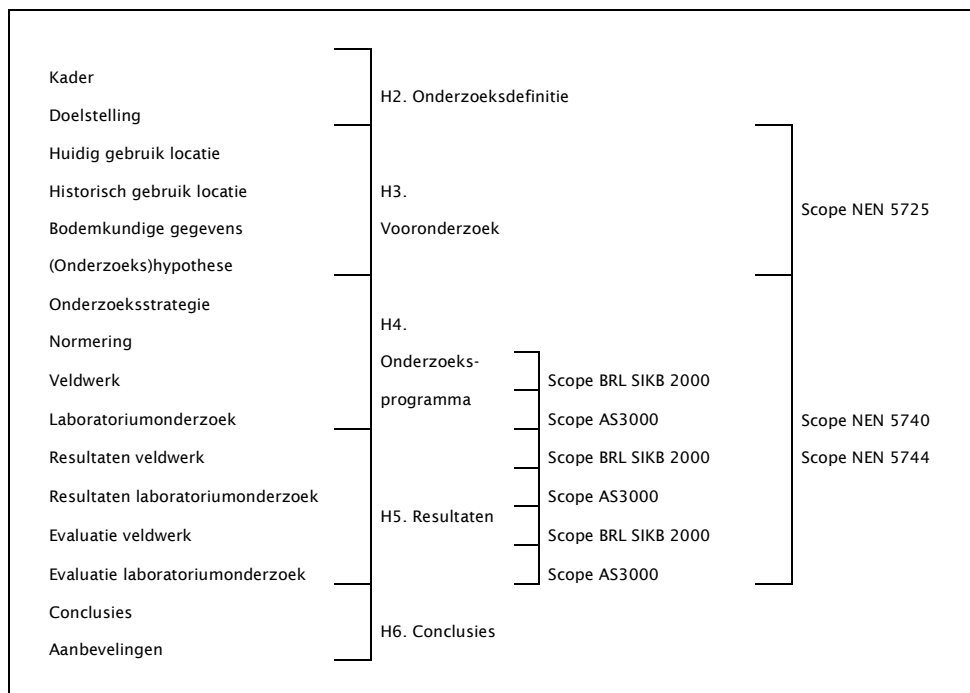 Kader
H2. Onderzoeksdefinitie
Doelstelling
Huidig gebruik locatie
Historisch gebruik locatie
H3.
Scope NEN 5725
Bodemkundige gegevens
Vooronderzoek
(Onderzoeks)hypothese
Onderzoeksstrategie
H4.
Normering
Onderzoeks-
Veldwerk
Scope BRL SIKB 2000
programma
Laboratoriumonderzoek
Scope AS3000
Scope NEN 5740
Resultaten veldwerk
Scope BRL SIKB 2000
Scope NEN 5744
Resultaten laboratoriumonderzoek
Scope AS3000
H5. Resultaten
Evaluatie veldwerk
Scope BRL SIKB 2000
Evaluatie laboratoriumonderzoek
Scope AS3000
Conclusies
H6. Conclusies
Aanbevelingen